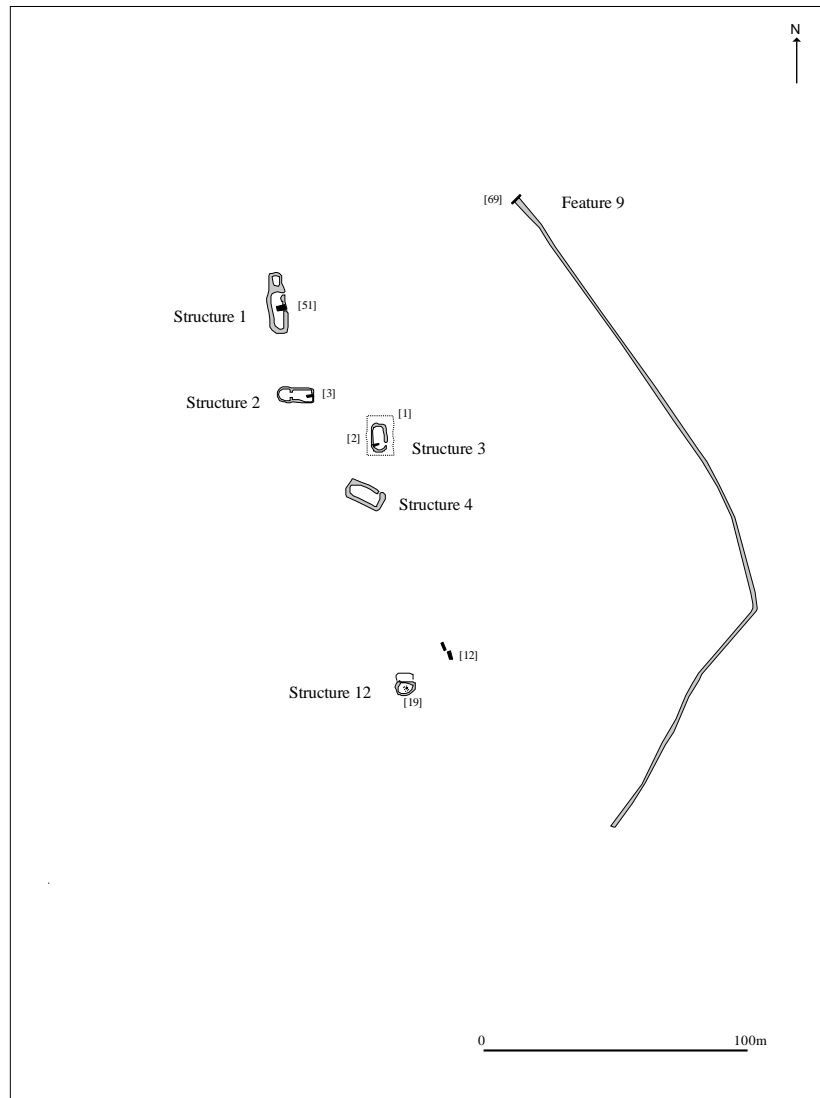 N
[69]
Feature 9
[51]
Structure 1
[3]
Structure 2
[1]
[2]
Structure 3
Structure 4
[12]
Structure 12
[19]
0
100m